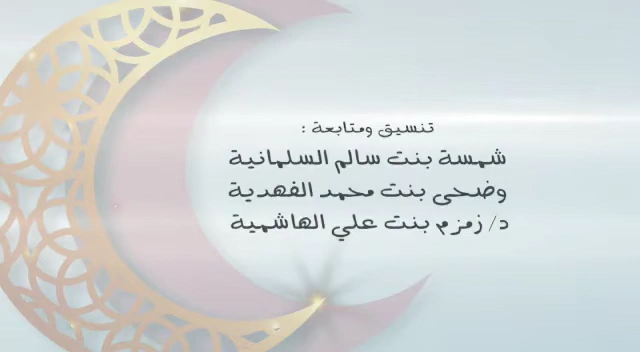 تنسيق ومتابعة :
شمسة بنت سالم السلمانية
وضحى بنت محمد الفهدية
د/ زمزم بنت علي الهاشمية